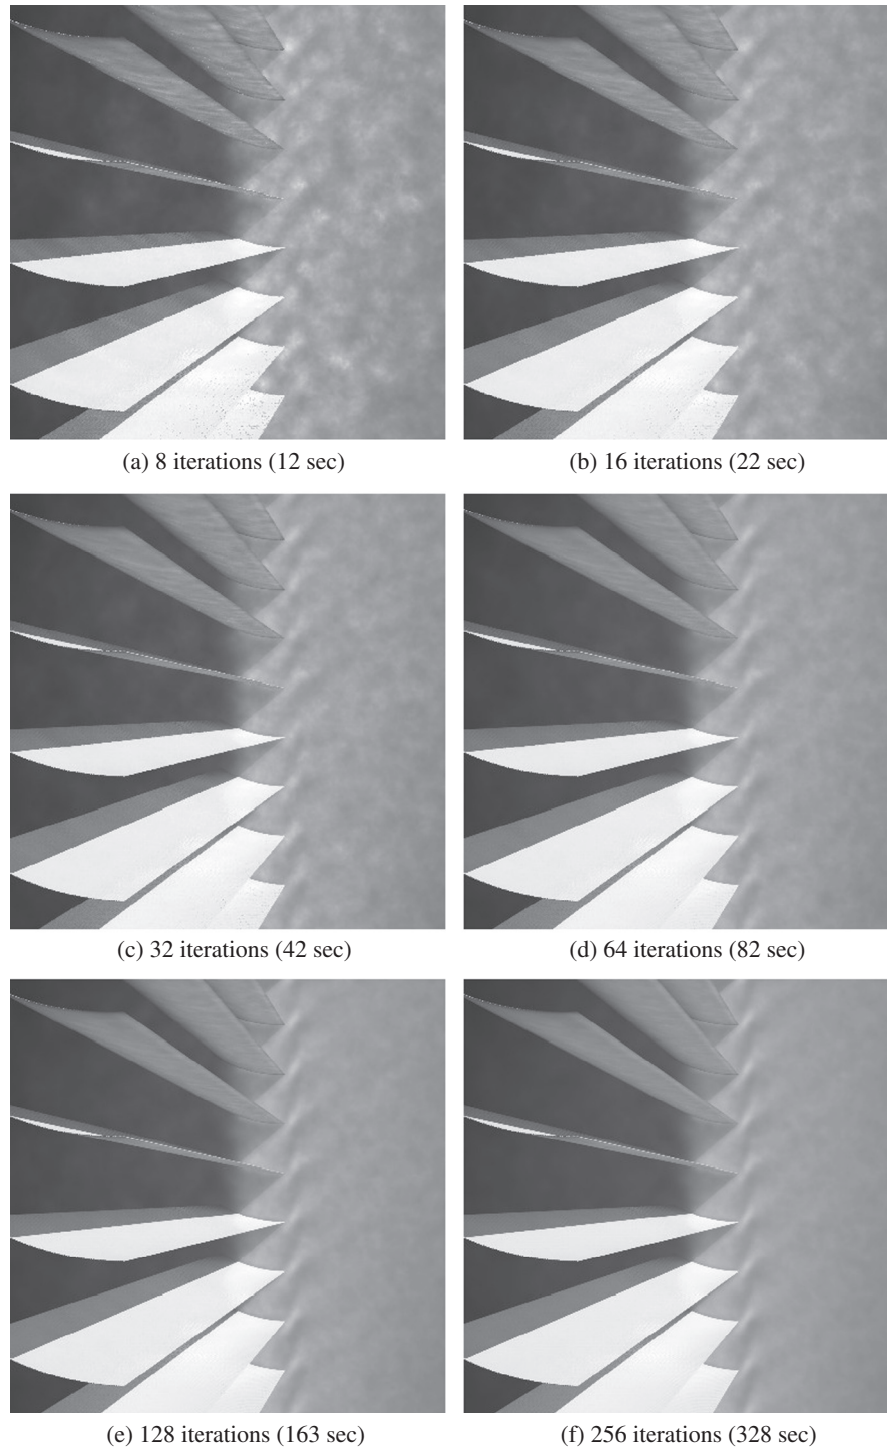 (a) 8 iterations (12 sec)
(b) 16 iterations (22 sec)
(c) 32 iterations (42 sec)
(d) 64 iterations (82 sec)
(e) 128 iterations (163 sec)
(f) 256 iterations (328 sec)